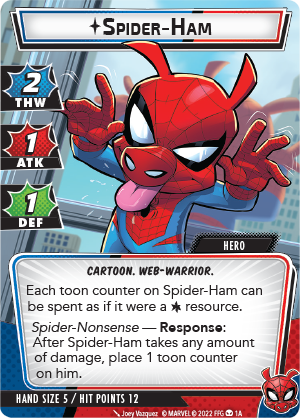 Spider-Ham
2
THW
1
ATK
1
DEF
HERO
CARTOON. WEB-WARRIOR.
Each toon counter on Spider-Ham can
be spent as if it were a resource.
Spider-Nonsense — Response:
After Spider-Ham takes any amount
of damage, place 1 toon counter
on him.
HAND SIZE 5 / HIT POINTS 12
Joey Vazquez © MARVEL © 2022 FFG 1A